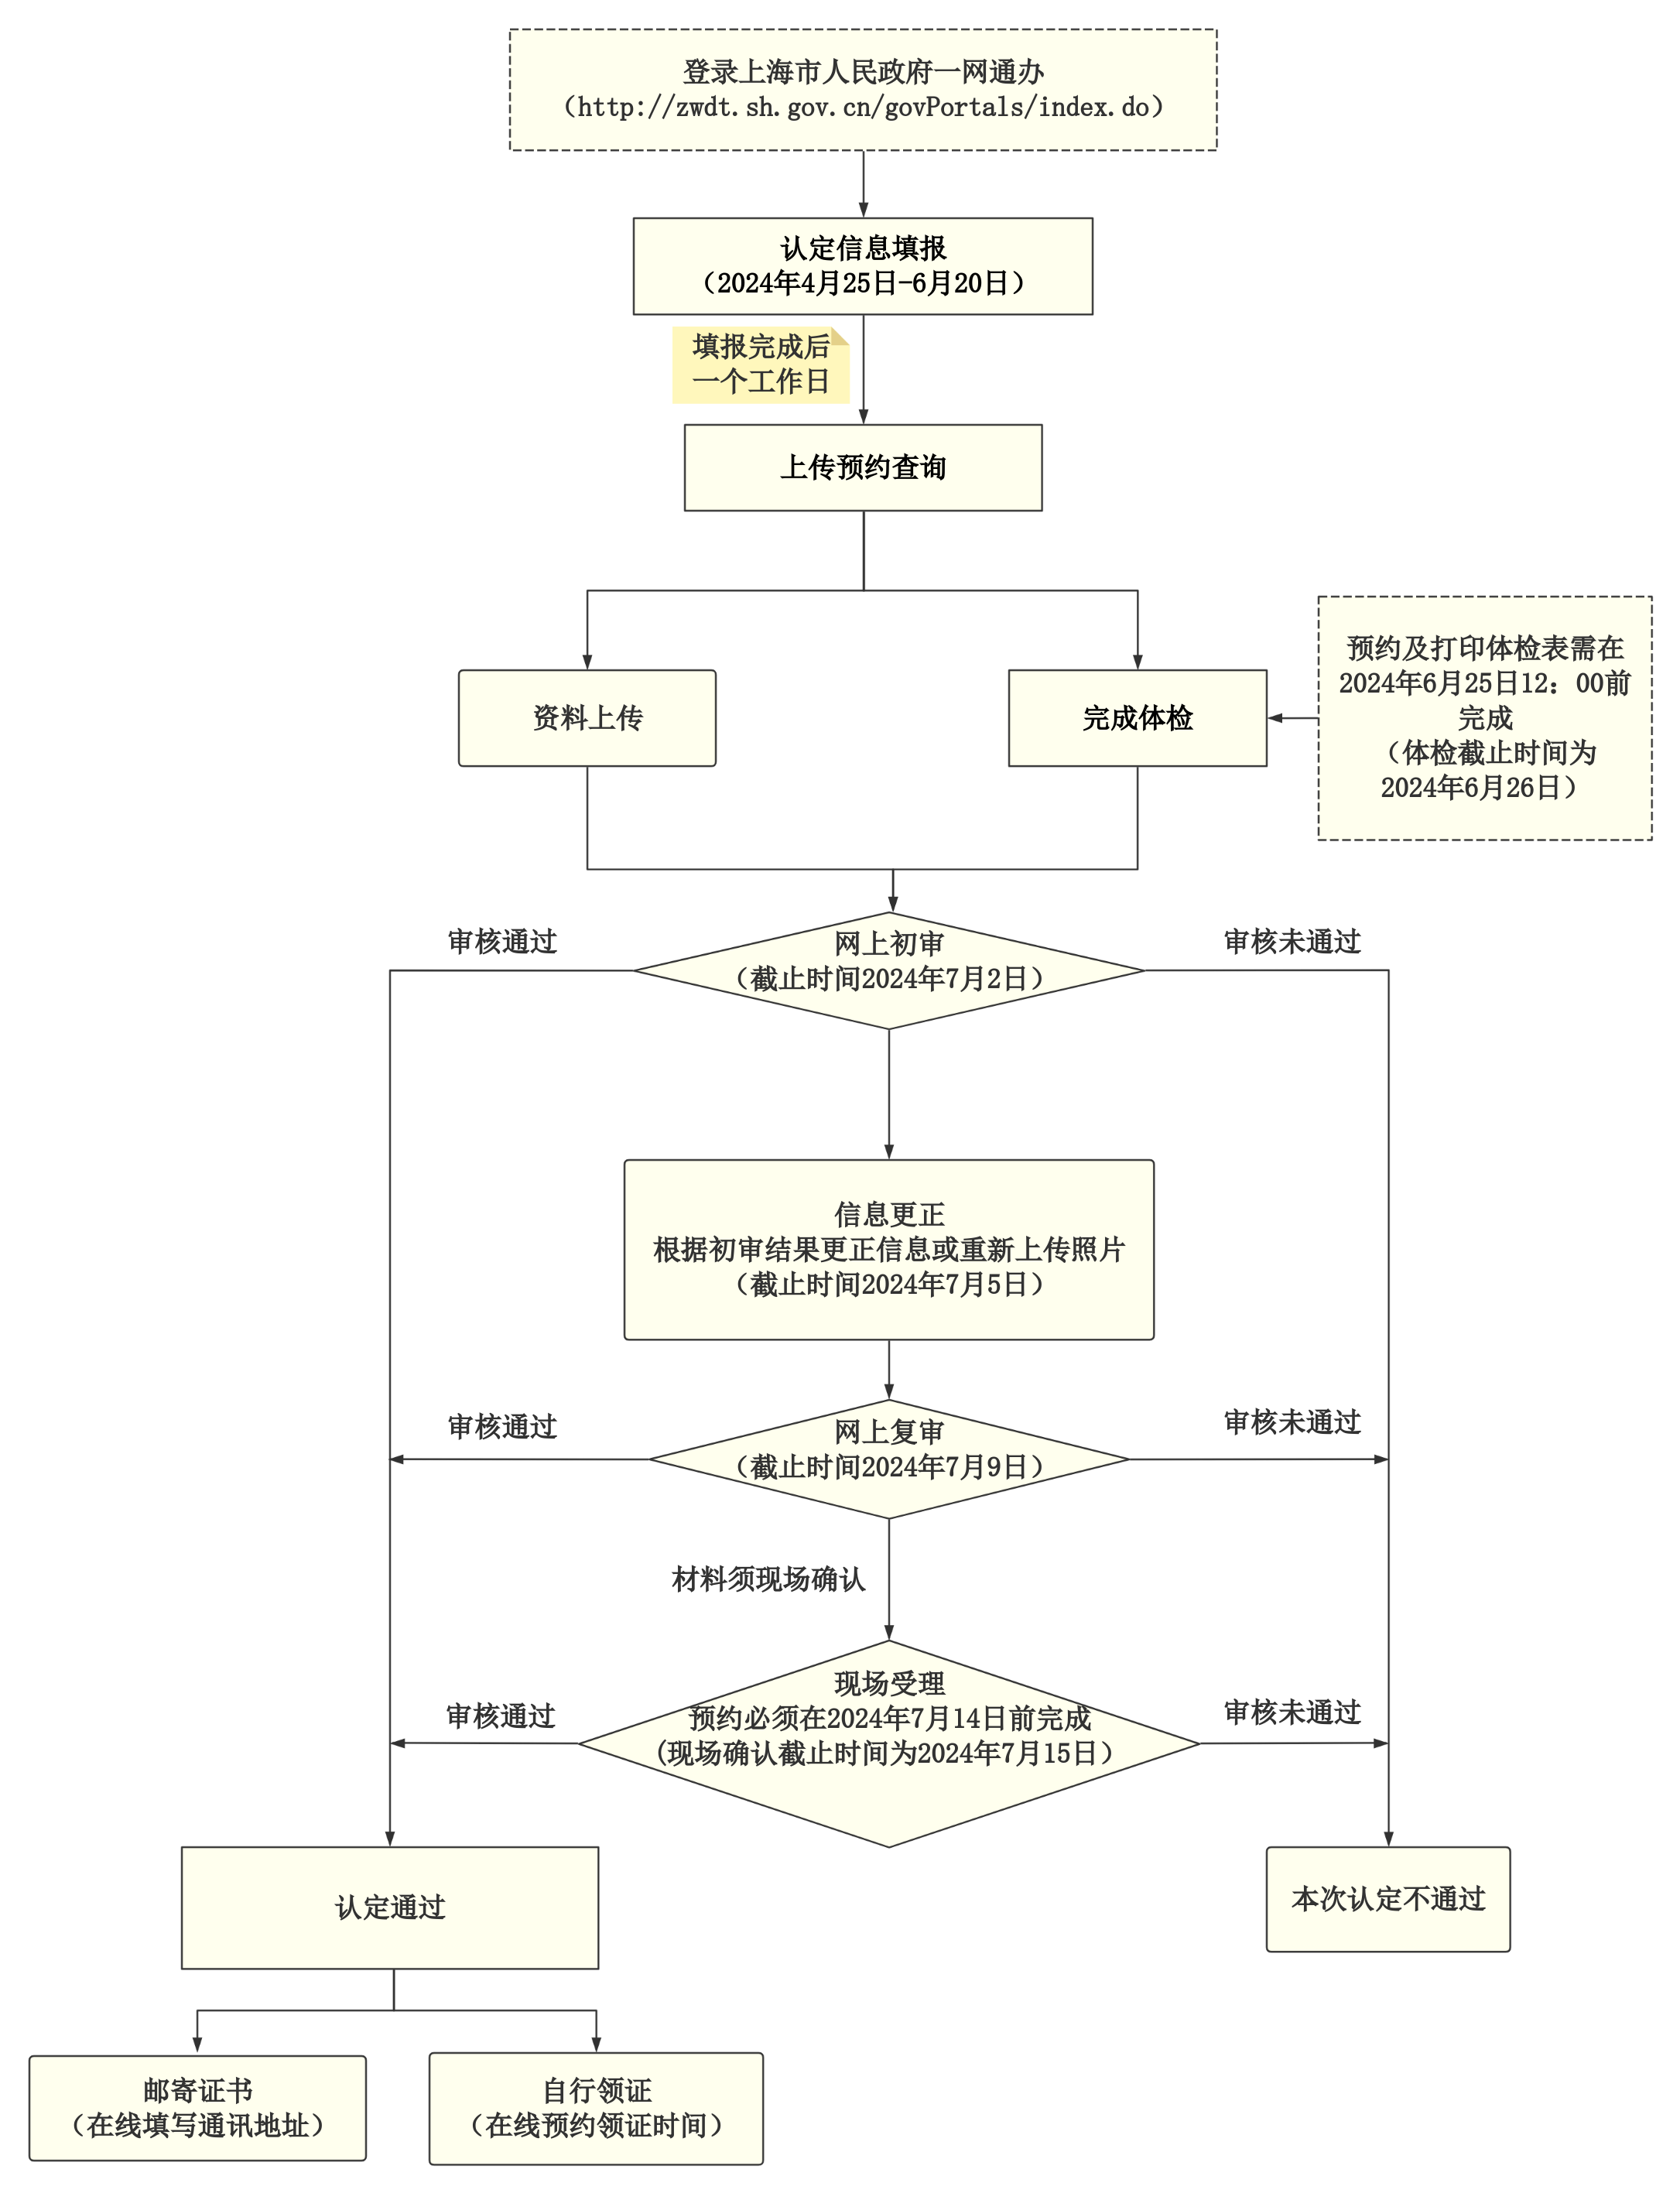 登录上海市人民政府一网通办
（http://zwdt.sh.gov.cn/govPortals/index.do）
认定信息填报
（2024年4月25日-6月20日）
填报完成后
一个工作日
上传预约查询
资料上传
完成体检
预约及打印体检表需在
2024年6月25日12：00前
完成
（体检截止时间为
2024年6月26日）
审核通过
网上初审
（截止时间2024年7月2日）
审核未通过
信息更正
根据初审结果更正信息或重新上传照片
（截止时间2024年7月5日）
审核通过
网上复审
（截止时间2024年7月9日）
审核未通过
材料须现场确认
审核通过
现场受理
预约必须在2024年7月14日前完成
(现场确认截止时间为2024年7月15日）
审核未通过
认定通过
本次认定不通过
邮寄证书
（在线填写通讯地址）
自行领证
（在线预约领证时间）